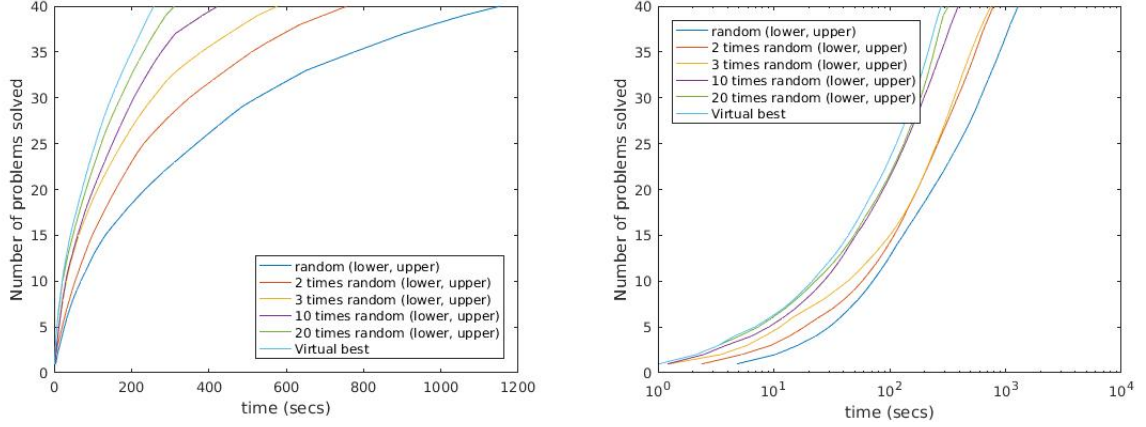 Number of problems solved
40
35
30
25
20
15
10
5
0
random (lower, upper)
2 times random (lower, upper)
3 times random (lower, upper)
10 times random (lower, upper)
20 times random (lower, upper)
Virtual best
0 200 400 600 800 1000 1200
time (secs)
Number of problems solved
40
35
30
25
20
15
10
5
0
random (lower, upper)
2 times random (lower, upper)
3 times random (lower, upper)
10 times random (lower, upper)
20 times random (lower, upper)
Virtual best
10⁰ 10¹ 10² 10³ 10⁴
time (secs)